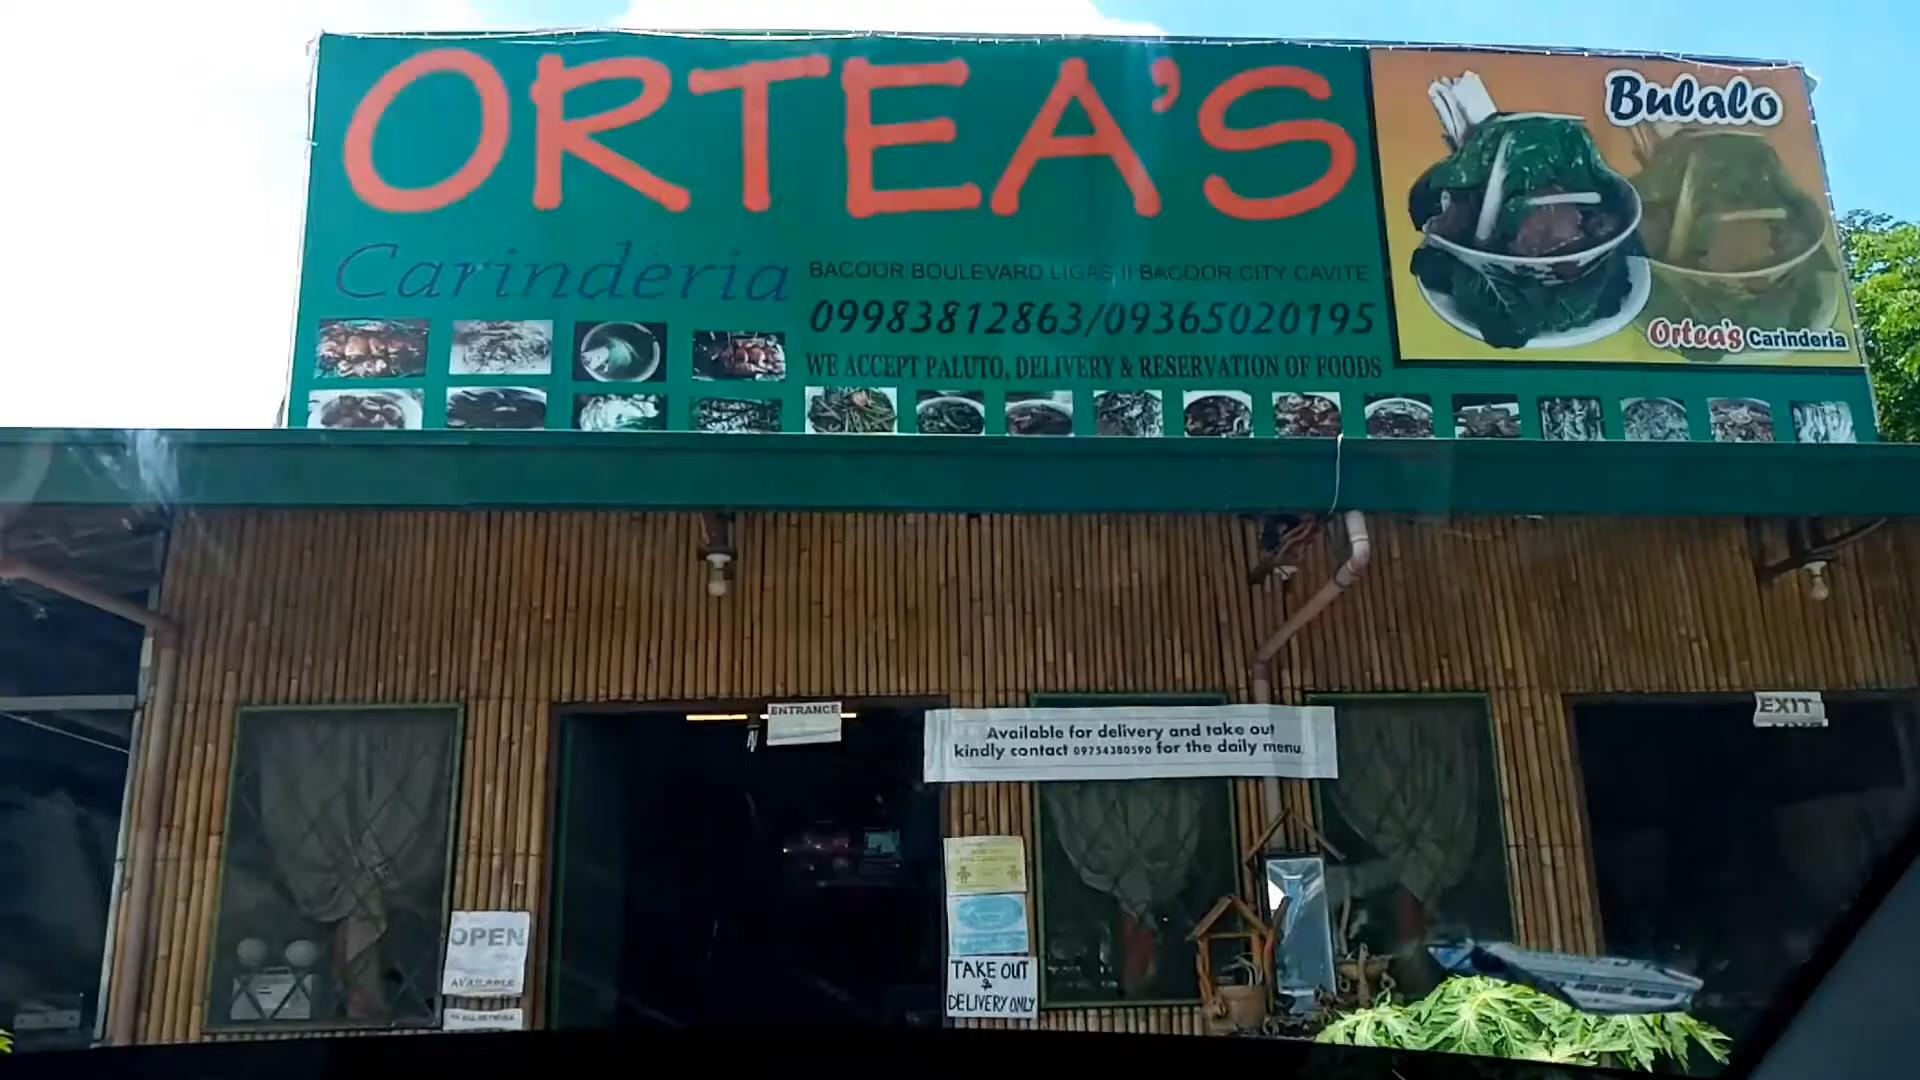 ORTEA'S
Carinderia
BACOOR BOULEVARD LIGAS II BACOOR CITY CAVITE
09983812863/09365020195
WE ACCEPT PALUTO, DELIVERY & RESERVATION OF FOODS
Bulalo
Ortea's Carinderia
ENTRANCE
EXIT
Available for delivery and take out
kindly contact 09754380590 for the daily menu.
OPEN
AVAILABLE
TAKE OUT
&
DELIVERY ONLY